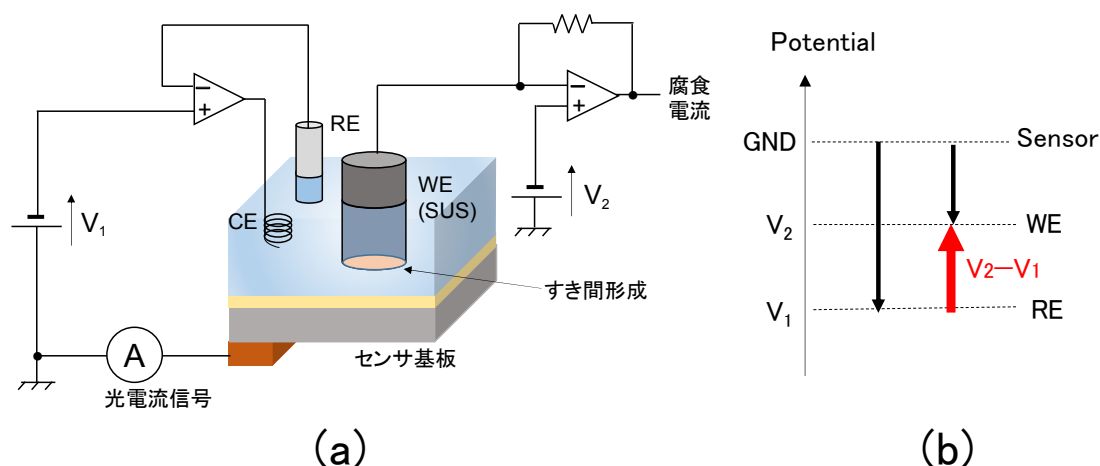 −
+
RE
CE
WE
(SUS)
V1
A
光電流信号
センサ基板
すき間形成
−
+
V2
腐食
電流
(a)
Potential
GND
Sensor
V2
WE
V2−V1
V1
RE
(b)